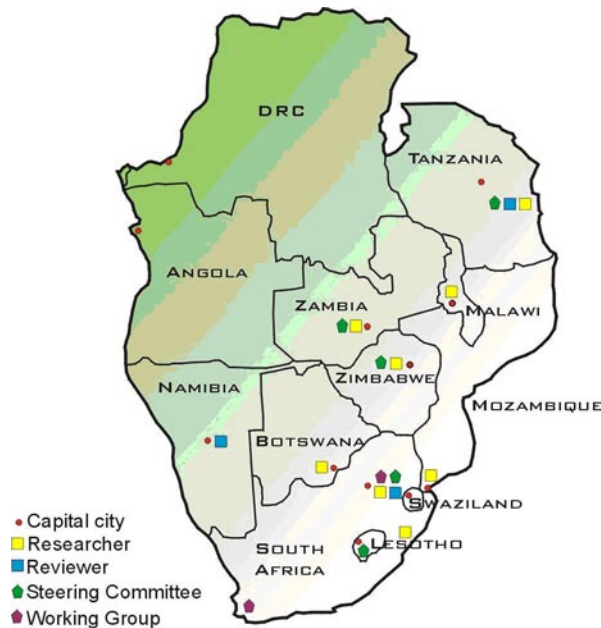 DRC
TANZANIA
ANGOLA
ZAMBIA
MALAWI
ZIMBABWE
NAMIBIA
MOZAMBIQUE
BOTSWANA
SWAZILAND
LESOTHO
SOUTH
AFRICA
Capital city
Researcher
Reviewer
Steering Committee
Working Group